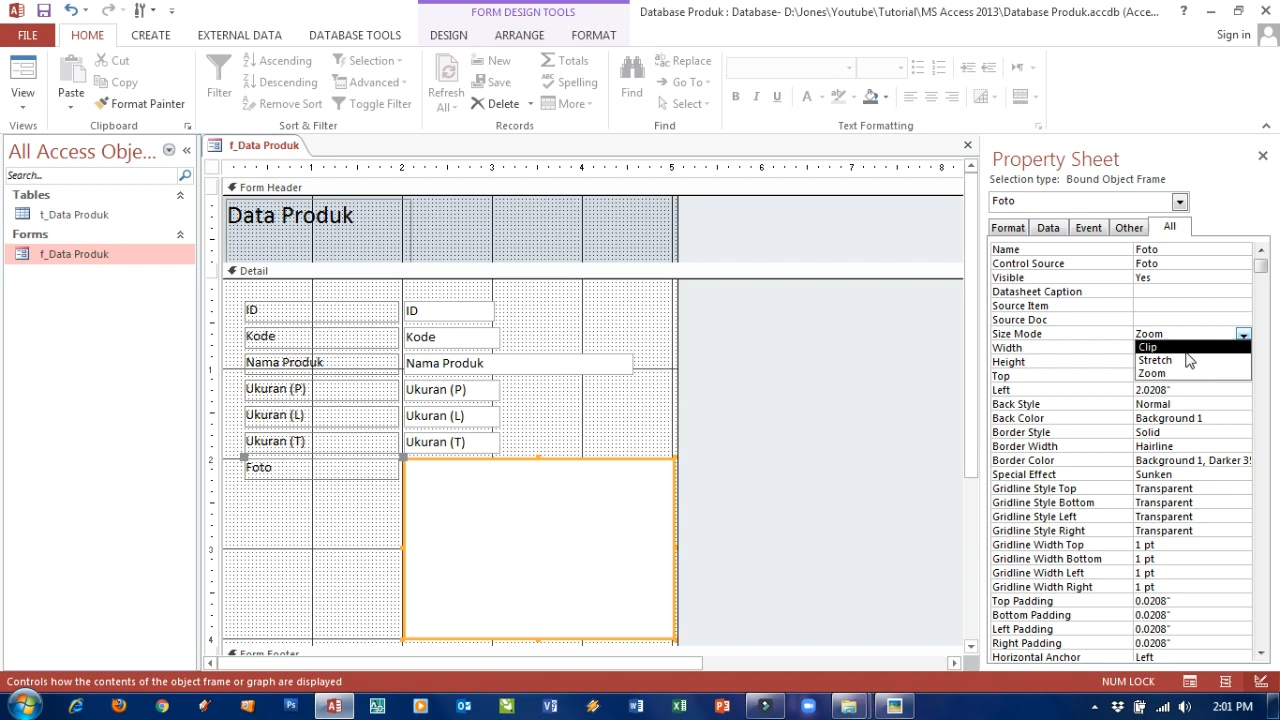 FORM DESIGN TOOLS
Database Produk : Database- D:\Jones\Youtube\Tutorial\MS Access 2013\Database Produk.accdb (Acce...
FILE HOME CREATE EXTERNAL DATA DATABASE TOOLS DESIGN ARRANGE FORMAT Sign in
View
Views
Paste
Cut
Copy
Format Painter
Clipboard
Filter
Ascending
Descending
Remove Sort
Selection
Advanced
Toggle Filter
Sort & Filter
Refresh
All
New
Save
Delete
Totals
Spelling
More
Records
Find
Replace
Go To
Select
Find
B I U A
Text Formatting
All Access Obje...
Search...
Tables
t_Data Produk
Forms
f_Data Produk
f_Data Produk
1 2 3 4 5 6 7 8
Form Header
Data Produk
Detail
ID ID
Kode Kode
Nama Produk Nama Produk
1
Ukuran (P) Ukuran (P)
Ukuran (L) Ukuran (L)
Ukuran (T) Ukuran (T)
2
Foto
3
4
Form Footer
Property Sheet
Selection type: Bound Object Frame
Foto
Format Data Event Other All
Name Foto
Control Source Foto
Visible Yes
Datasheet Caption
Source Item
Source Doc
Size Mode Zoom
Width Clip
Height Stretch
Top Zoom
Left 2.0208"
Back Style Normal
Back Color Background 1
Border Style Solid
Border Width Hairline
Border Color Background 1, Darker 35
Special Effect Sunken
Gridline Style Top Transparent
Gridline Style Bottom Transparent
Gridline Style Left Transparent
Gridline Style Right Transparent
Gridline Width Top 1 pt
Gridline Width Bottom 1 pt
Gridline Width Left 1 pt
Gridline Width Right 1 pt
Top Padding 0.0208"
Bottom Padding 0.0208"
Left Padding 0.0208"
Right Padding 0.0208"
Horizontal Anchor Left
Controls how the contents of the object frame or graph are displayed
NUM LOCK
2:01 PM